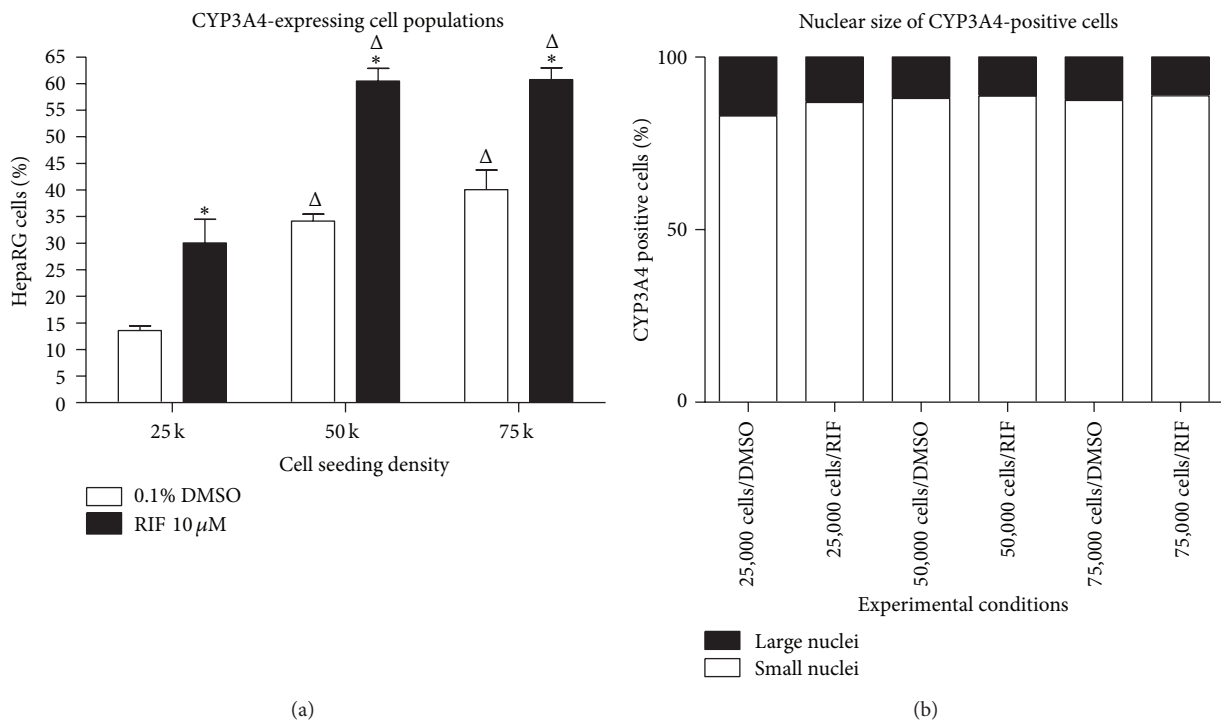 CYP3A4-expressing cell populations
HepaRG cells (%)
65
60
55
50
45
40
35
30
25
20
15
10
5
0
*
Δ
Δ
*
Δ
Δ
*
25 k
50 k
75 k
Cell seeding density
0.1% DMSO
RIF 10 μM
(a)
Nuclear size of CYP3A4-positive cells
CYP3A4 positive cells (%)
100
50
0
25,000 cells/DMSO
25,000 cells/RIF
50,000 cells/DMSO
50,000 cells/RIF
75,000 cells/DMSO
75,000 cells/RIF
Experimental conditions
Large nuclei
Small nuclei
(b)